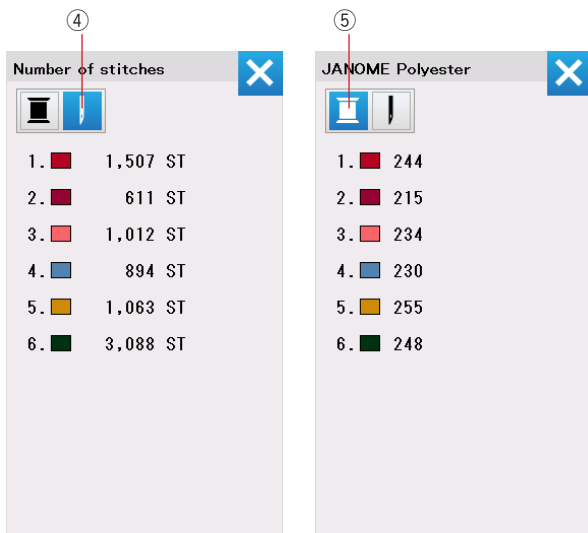 ④
⑤
Number of stitches
1. 1,507 ST
2. 611 ST
3. 1,012 ST
4. 894 ST
5. 1,063 ST
6. 3,088 ST
JANOME Polyester
1. 244
2. 215
3. 234
4. 230
5. 255
6. 248